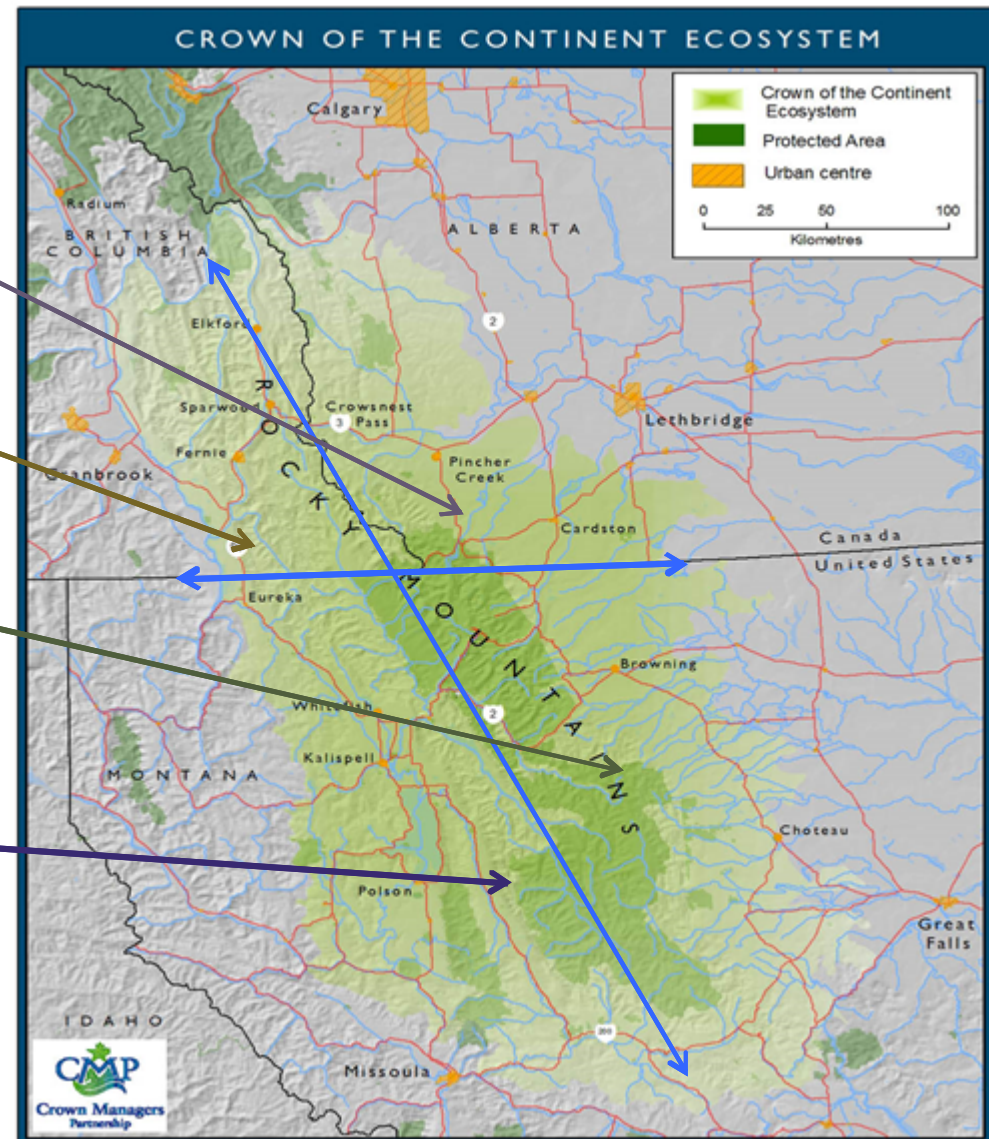 CROWN OF THE CONTINENT ECOSYSTEM
Crown of the Continent
Ecosystem
Protected Area
Urban centre
0 25 50 100
Kilometres
Calgary
Radium
BRITISH
COLUMBIA
ALBERTA
Elkford
2
Sparwood
Crowsnest
Pass
3
Lethbridge
Fernie
Pincher
Creek
Cranbrook
Cardston
Canada
United States
ROCKY MOUNTAINS
Eureka
Browning
Whitefish
2
Kalispell
MONTANA
Choteau
Polson
Great
Falls
IDAHO
200
Missoula
CMP
Crown Managers
Partnership